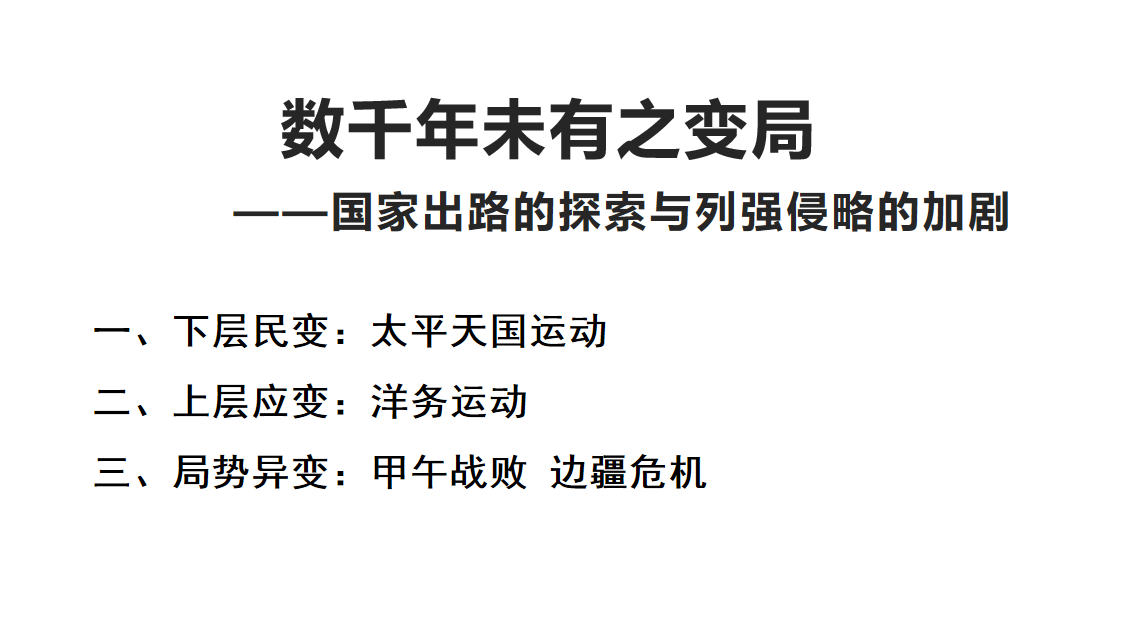 数千年未有之变局
——国家出路的探索与列强侵略的加剧
一、下层民变：太平天国运动
二、上层应变：洋务运动
三、局势异变：甲午战败 边疆危机